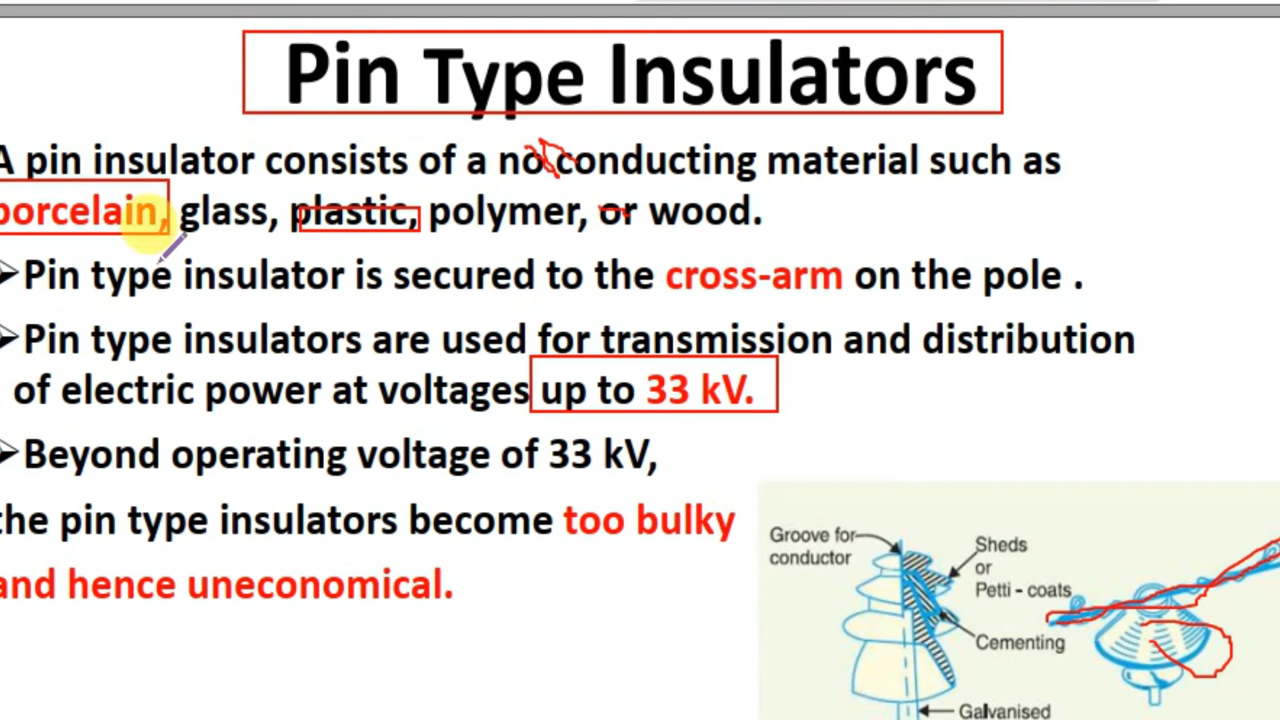 Pin Type Insulators
A pin insulator consists of a no conducting material such as
porcelain, glass, plastic, polymer, or wood.
Pin type insulator is secured to the cross-arm on the pole .
Pin type insulators are used for transmission and distribution
of electric power at voltages up to 33 kV.
Beyond operating voltage of 33 kV,
the pin type insulators become too bulky
and hence uneconomical.
Groove for
conductor
Sheds
or
Petti - coats
Cementing
Galvanised